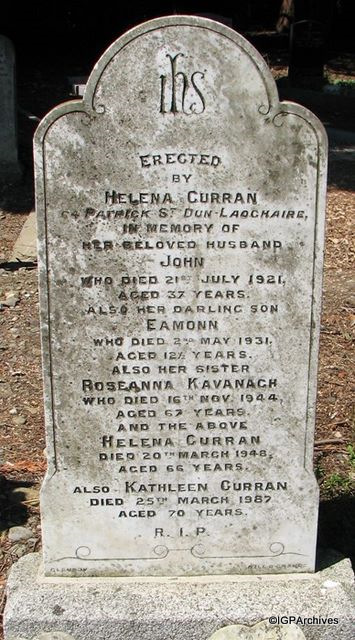 ihs
ERECTED
BY
HELENA CURRAN
64 PATRICK ST DUN-LAOGHAIRE,
IN MEMORY OF
HER BELOVED HUSBAND
JOHN
WHO DIED 21ST JULY 1921,
AGED 37 YEARS.
ALSO HER DARLING SON
EAMONN
WHO DIED 2ND MAY 1931.
AGED 12½ YEARS.
ALSO HER SISTER
ROSEANNA KAVANAGH
WHO DIED 16TH NOV. 1944,
AGED 67 YEARS.
AND THE ABOVE
HELENA CURRAN
DIED 20TH MARCH 1948,
AGED 66 YEARS.
ALSO KATHLEEN CURRAN
DIED 25TH MARCH 1987
AGED 70 YEARS.
R. I. P.
©IGPArchives